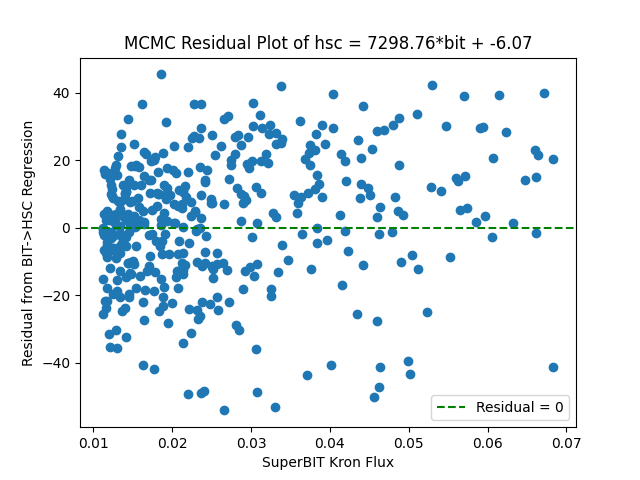 MCMC Residual Plot of hsc = 7298.76*bit + -6.07
Residual from BIT->HSC Regression
40
20
0
−20
−40
Residual = 0
0.01 0.02 0.03 0.04 0.05 0.06 0.07
SuperBIT Kron Flux